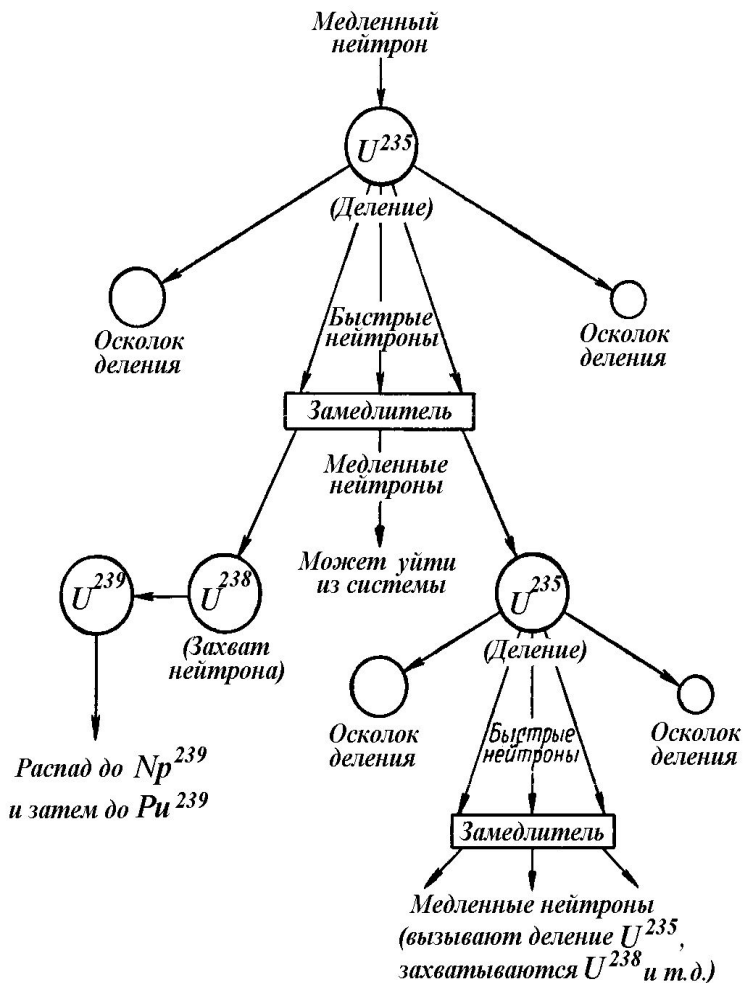 Медленный
нейтрон
U²³⁵
(Деление)
Быстрые
нейтроны
Осколок
деления
Осколок
деления
Замедлитель
Медленные
нейтроны
Может уйти
из системы
U²³⁹
U²³⁸
(Захват
нейтрона)
U²³⁵
(Деление)
Распад до Np²³⁹
и затем до Pu²³⁹
Осколок
деления
Быстрые
нейтроны
Осколок
деления
Замедлитель
Медленные нейтроны
(вызывают деление U²³⁵,
захватываются U²³⁸ и т.д.)